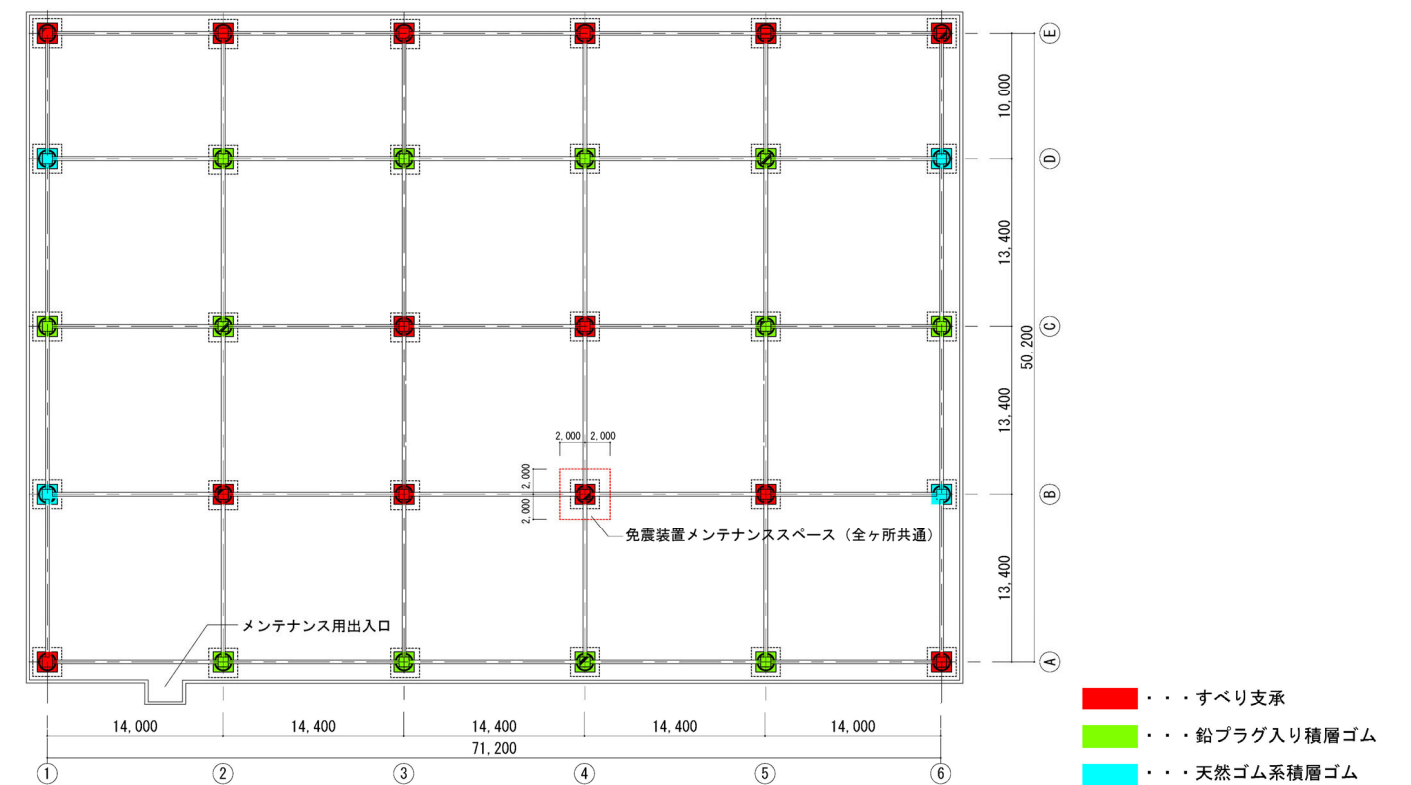 E
10,000
D
13,400
C
50,200
13,400
2,000 2,000
2,000
2,000
B
免震装置メンテナンススペース（全ヶ所共通）
13,400
メンテナンス用出入口
A
・・・すべり支承
14,000 14,400 14,400 14,400 14,000
・・・鉛プラグ入り積層ゴム
71,200
1 2 3 4 5 6
・・・天然ゴム系積層ゴム